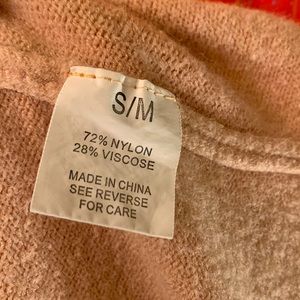 S/M
72% NYLON
28% VISCOSE
MADE IN CHINA
SEE REVERSE
FOR CARE